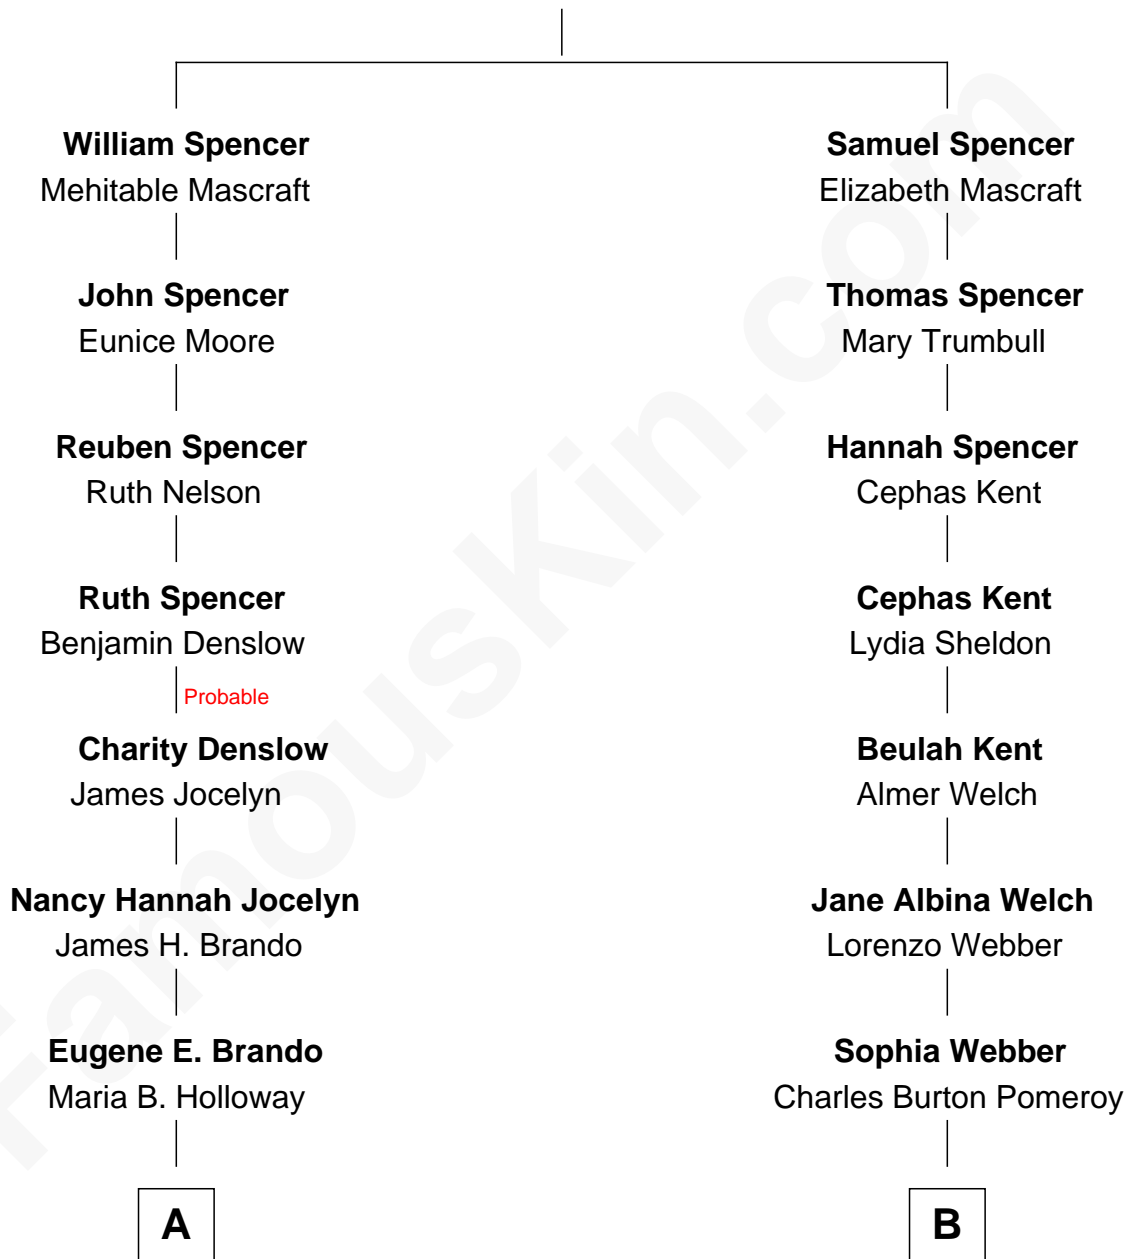 William Spencer
Mehitable Mascraft
John Spencer
Eunice Moore
Reuben Spencer
Ruth Nelson
Ruth Spencer
Benjamin Denslow
Probable
Charity Denslow
James Jocelyn
Nancy Hannah Jocelyn
James H. Brando
Eugene E. Brando
Maria B. Holloway
A
Samuel Spencer
Elizabeth Mascraft
Thomas Spencer
Mary Trumbull
Hannah Spencer
Cephas Kent
Cephas Kent
Lydia Sheldon
Beulah Kent
Almer Welch
Jane Albina Welch
Lorenzo Webber
Sophia Webber
Charles Burton Pomeroy
B
FamousKin.com